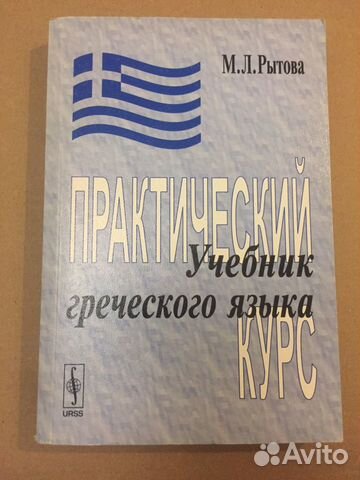 М.Л.Рытова
ПРАКТИЧЕСКИЙ
Учебник
греческого языка
КУРС
URSS
Avito